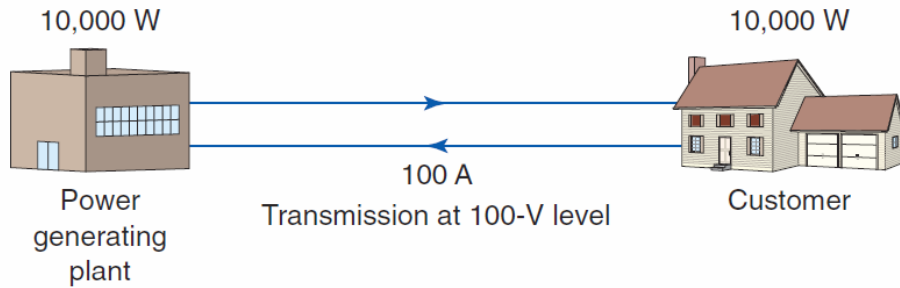 10,000 W
10,000 W
100 A
Transmission at 100-V level
Power
generating
plant
Customer